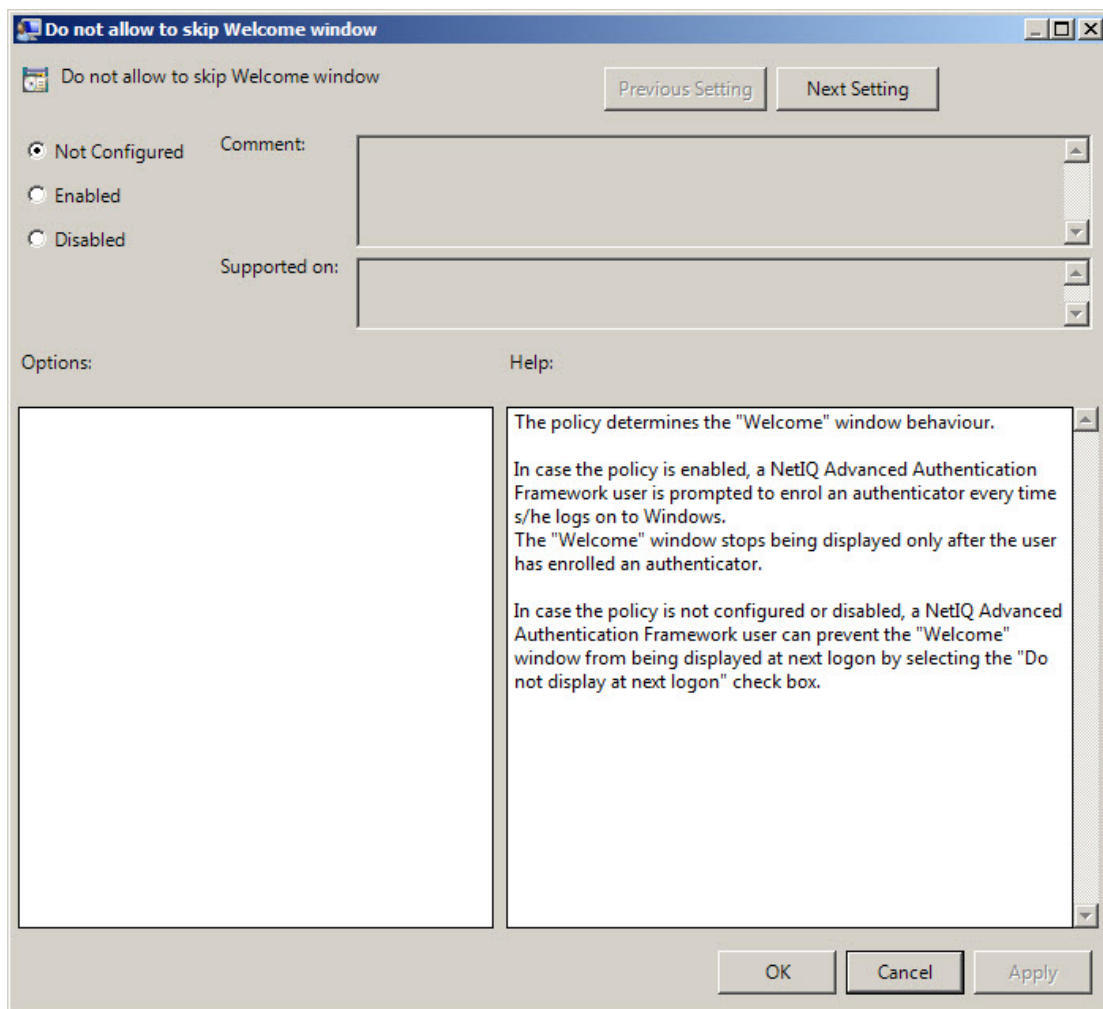 Do not allow to skip Welcome window
Do not allow to skip Welcome window
Previous Setting
Next Setting
Not Configured
Comment:
Enabled
Disabled
Supported on:
Options:
Help:
The policy determines the "Welcome" window behaviour.
In case the policy is enabled, a NetIQ Advanced Authentication
Framework user is prompted to enrol an authenticator every time
s/he logs on to Windows.
The "Welcome" window stops being displayed only after the user
has enrolled an authenticator.
In case the policy is not configured or disabled, a NetIQ Advanced
Authentication Framework user can prevent the "Welcome"
window from being displayed at next logon by selecting the "Do
not display at next logon" check box.
OK
Cancel
Apply